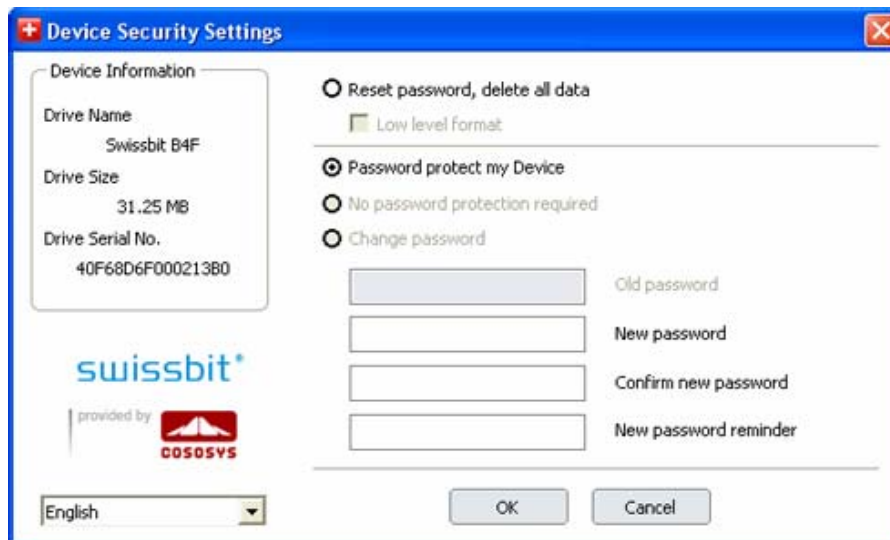 Device Security Settings
Device Information
Drive Name
Swissbit B4F
Drive Size
31.25 MB
Drive Serial No.
40F68D6F000213B0
swissbit®
provided by
COSOSYS
English
Reset password, delete all data
Low level format
Password protect my Device
No password protection required
Change password
Old password
New password
Confirm new password
New password reminder
OK
Cancel